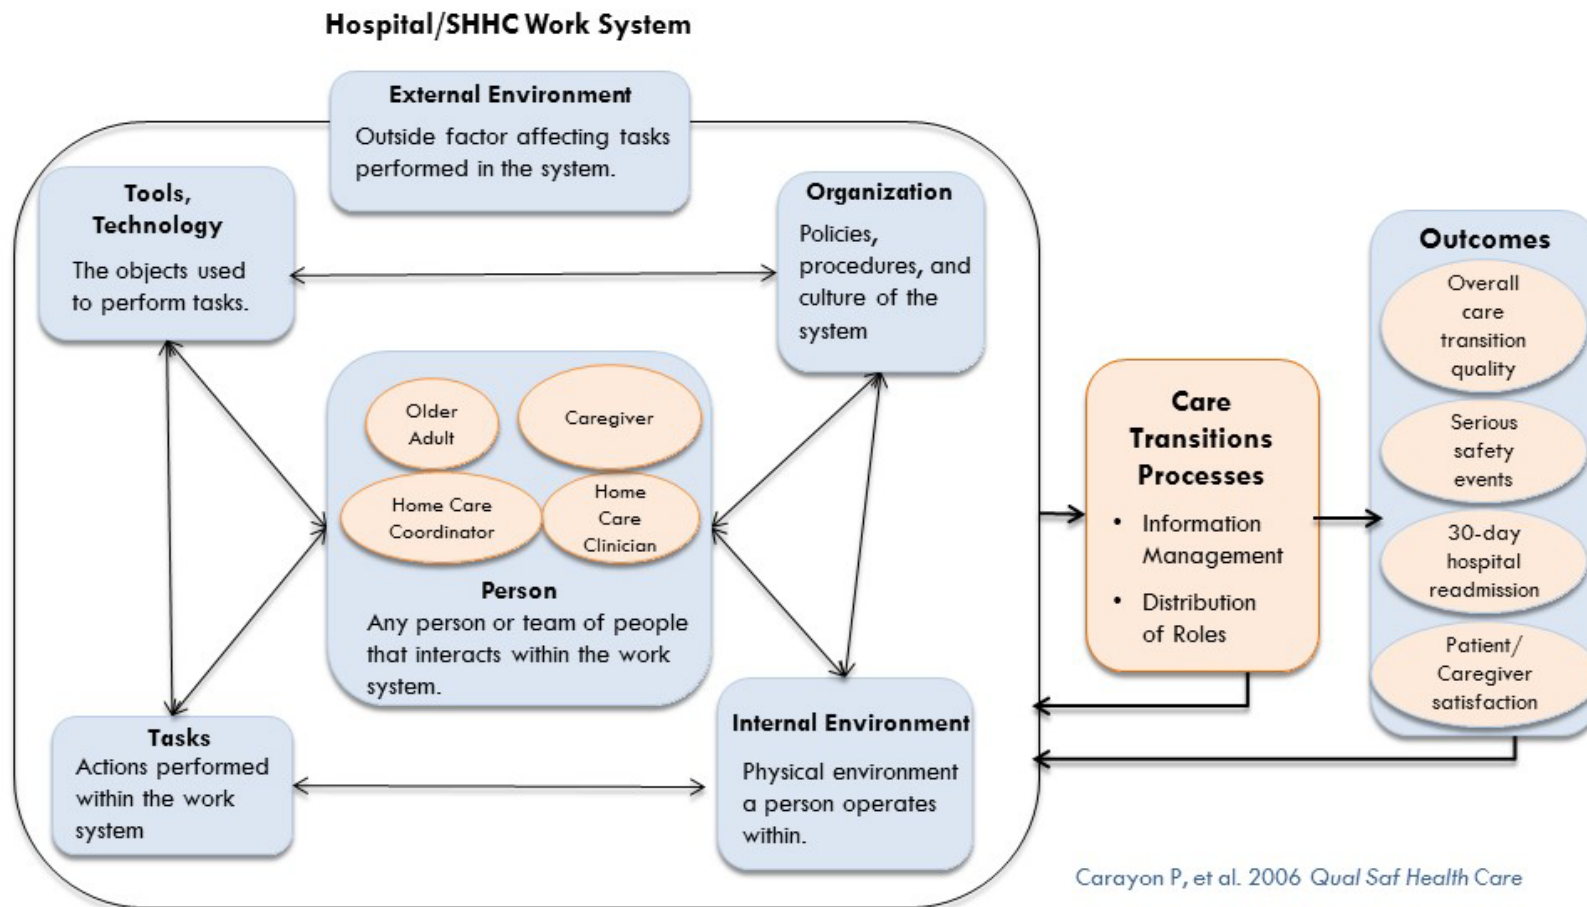 Hospital/SHHC Work System
External Environment
Outside factor affecting tasks
performed in the system.
Tools,
Technology
The objects used
to perform tasks.
Organization
Policies,
procedures, and
culture of the
system
Older
Adult
Caregiver
Home Care
Coordinator
Home
Care
Clinician
Person
Any person or team of people
that interacts within the work
system.
Tasks
Actions performed
within the work
system
Internal Environment
Physical environment
a person operates
within.
Care
Transitions
Processes
• Information
Management
• Distribution
of Roles
Outcomes
Overall
care
transition
quality
Serious
safety
events
30-day
hospital
readmission
Patient/
Caregiver
satisfaction
Carayon P, et al. 2006 Qual Saf Health Care